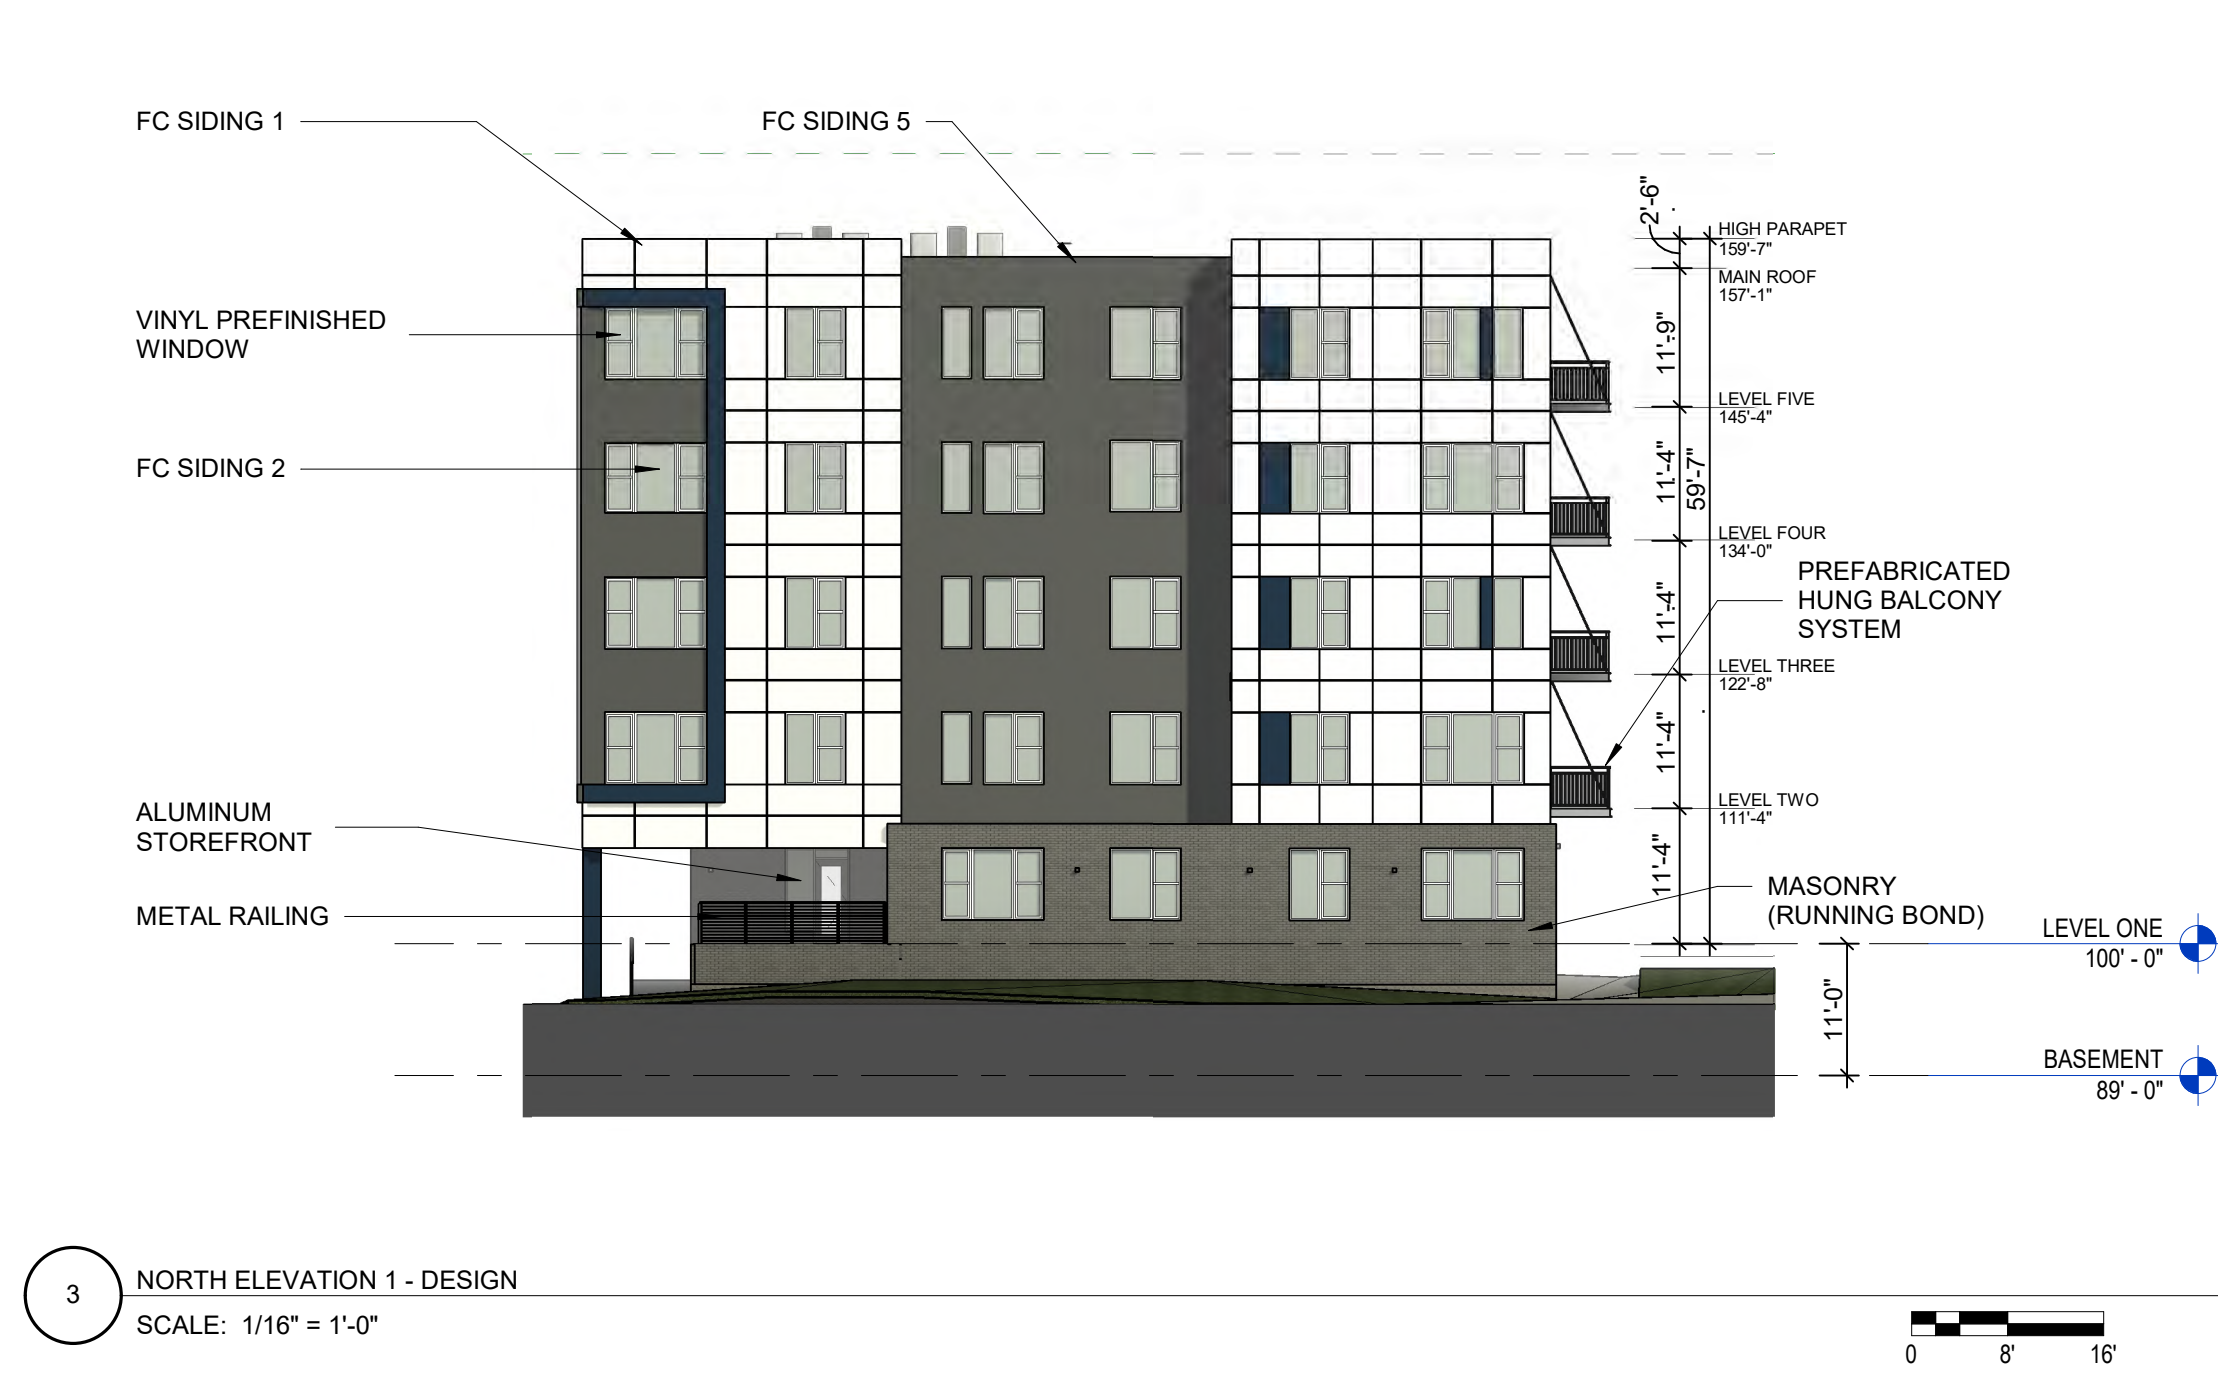 FC SIDING 1
FC SIDING 5
2'-6"
HIGH PARAPET
159'-7"
MAIN ROOF
157'-1"
VINYL PREFINISHED
WINDOW
11'-9"
LEVEL FIVE
145'-4"
FC SIDING 2
11'-4"
59'-7"
LEVEL FOUR
134'-0"
PREFABRICATED
HUNG BALCONY
SYSTEM
11'-4"
LEVEL THREE
122'-8"
11'-4"
LEVEL TWO
111'-4"
ALUMINUM
STOREFRONT
11'-4"
MASONRY
(RUNNING BOND)
METAL RAILING
LEVEL ONE
100' - 0"
11'-0"
BASEMENT
89' - 0"
3
NORTH ELEVATION 1 - DESIGN
SCALE: 1/16" = 1'-0"
0 8' 16'